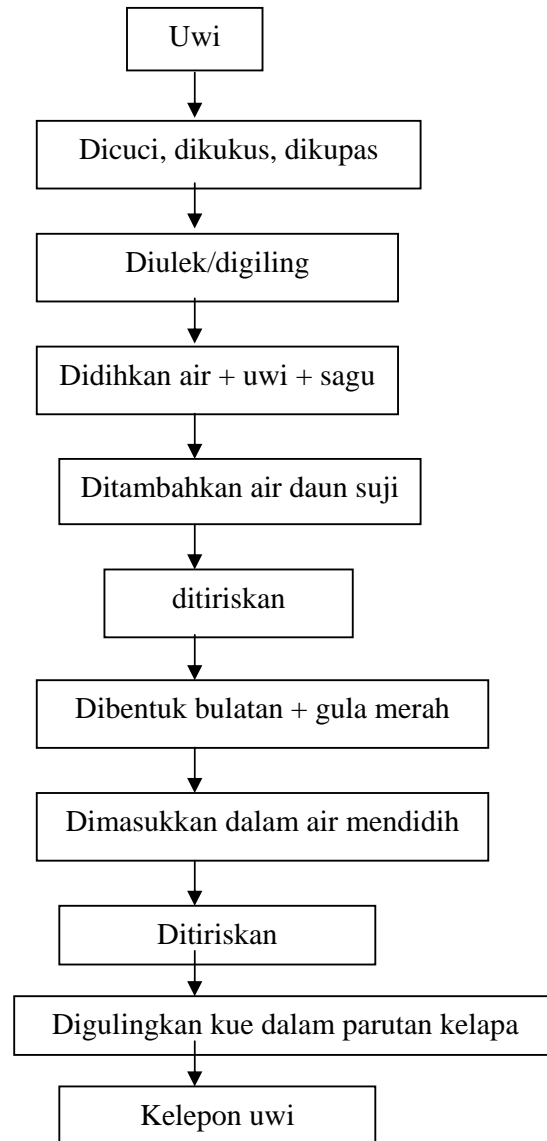 Uwi
Dicuci, dikukus, dikupas
Diulek/digiling
Didihkan air + uwi + sagu
Ditambahkan air daun suji
ditiriskan
Dibentuk bulatan + gula merah
Dimasukkan dalam air mendidih
Ditiriskan
Digulingkan kue dalam parutan kelapa
Kelepon uwi